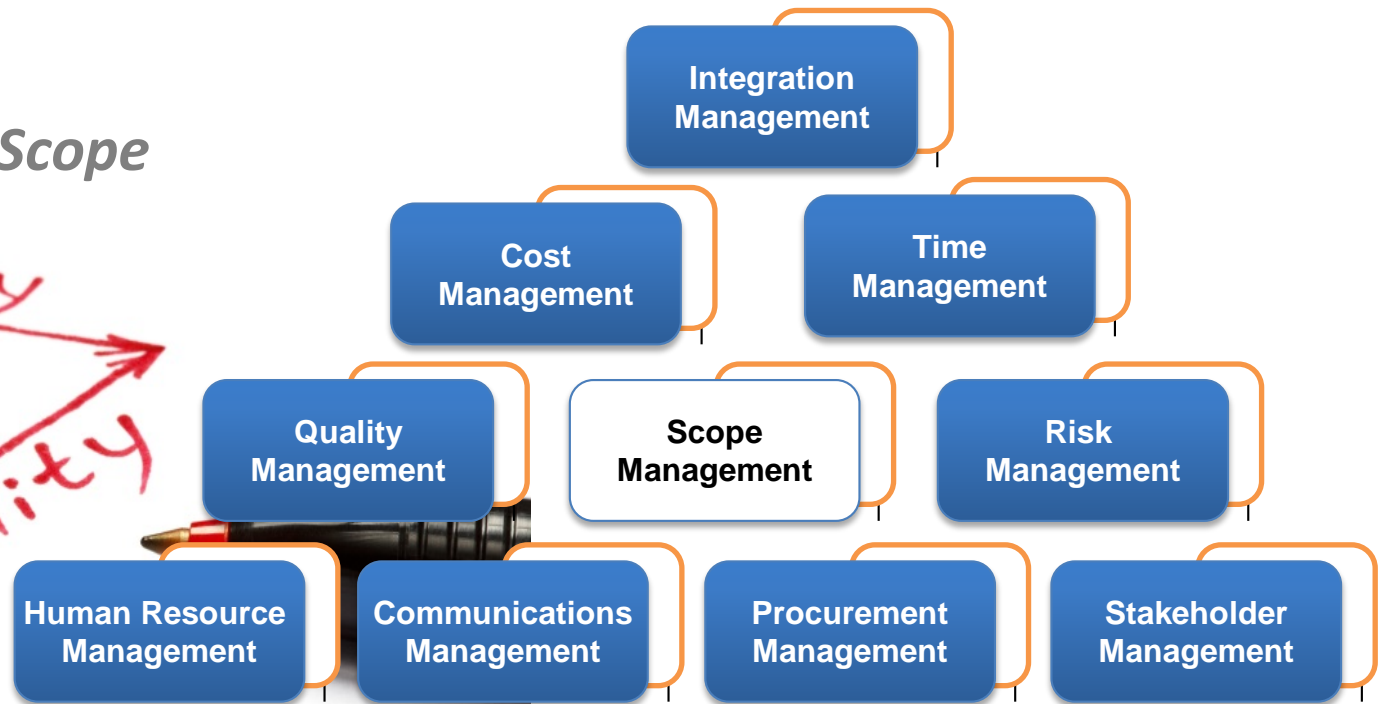 Integration
Management
Scope
Cost
Management
Time
Management
Quality
Management
Scope
Management
Risk
Management
Human Resource
Management
Communications
Management
Procurement
Management
Stakeholder
Management